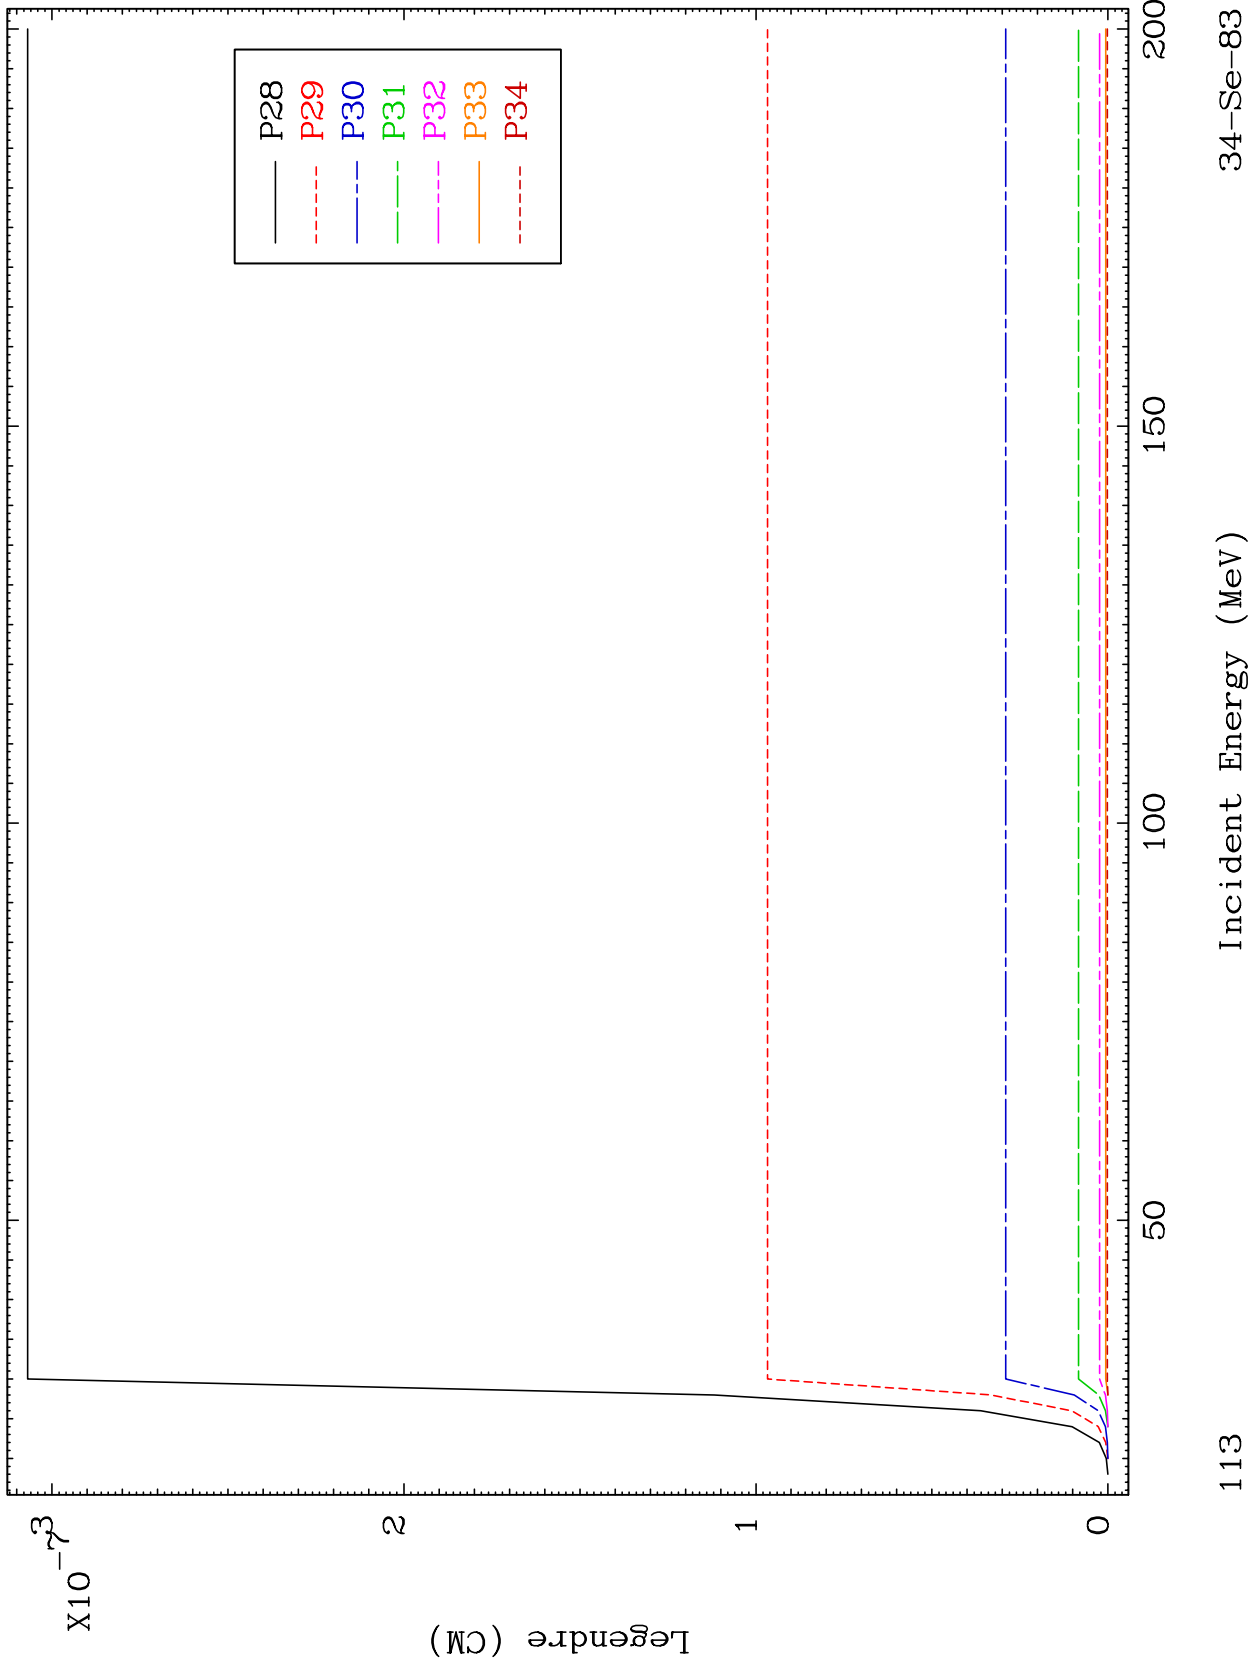 X10⁻⁷
3
2
1
0
Legendre (CM)
P28
P29
P30
P31
P32
P33
P34
50
100
150
200
Incident Energy (MeV)
113
34-Se-83